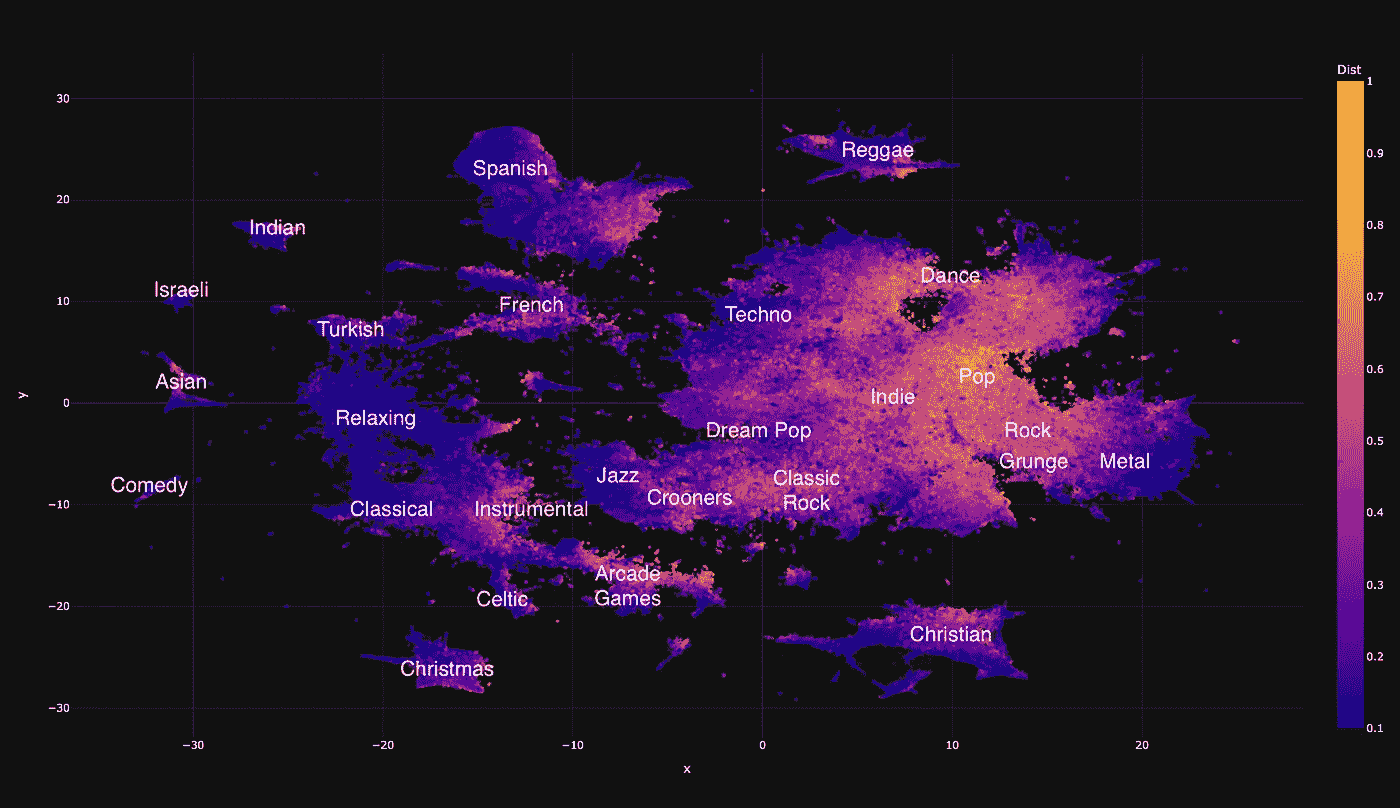 Dist
1
0.9
0.8
0.7
0.6
0.5
0.4
0.3
0.2
0.1
30
20
10
0
−10
−20
−30
y
−30
−20
−10
0
10
20
x
Reggae
Spanish
Indian
Israeli
Dance
French
Techno
Turkish
Asian
Pop
Indie
Relaxing
Dream Pop
Rock
Grunge
Metal
Jazz
Comedy
Crooners
Classic
Rock
Classical
Instrumental
Arcade
Games
Celtic
Christian
Christmas